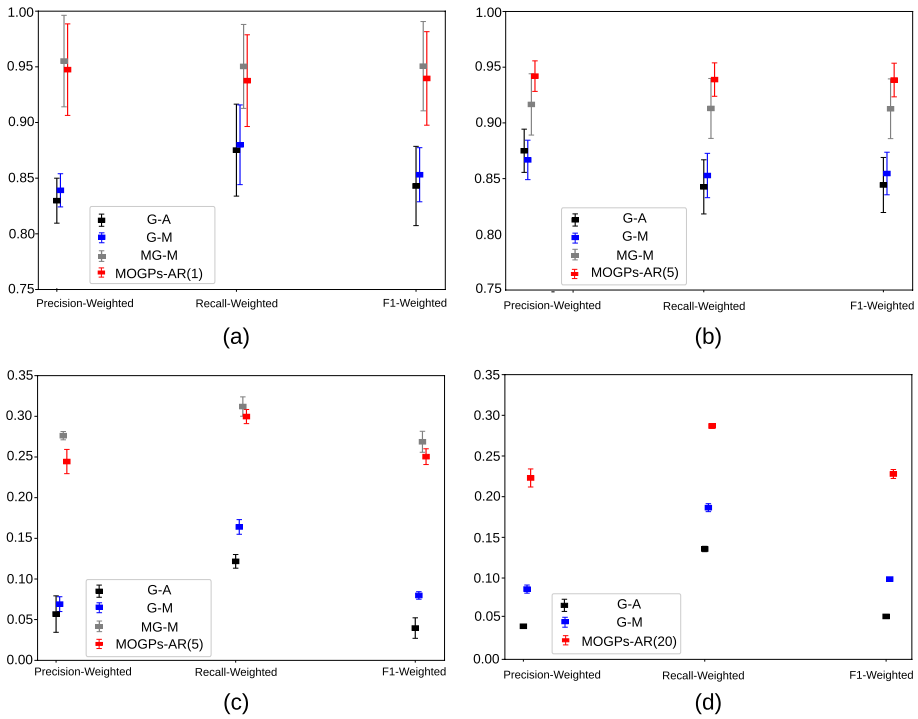 1.00
0.95
0.90
0.85
0.80
0.75
G-A
G-M
MG-M
MOGPs-AR(1)
Precision-Weighted Recall-Weighted F1-Weighted
(a)
1.00
0.95
0.90
0.85
0.80
0.75
G-A
G-M
MG-M
MOGPs-AR(5)
Precision-Weighted Recall-Weighted F1-Weighted
(b)
0.35
0.30
0.25
0.20
0.15
0.10
0.05
0.00
G-A
G-M
MG-M
MOGPs-AR(5)
Precision-Weighted Recall-Weighted F1-Weighted
(c)
0.35
0.30
0.25
0.20
0.15
0.10
0.05
0.00
G-A
G-M
MOGPs-AR(20)
Precision-Weighted Recall-Weighted F1-Weighted
(d)